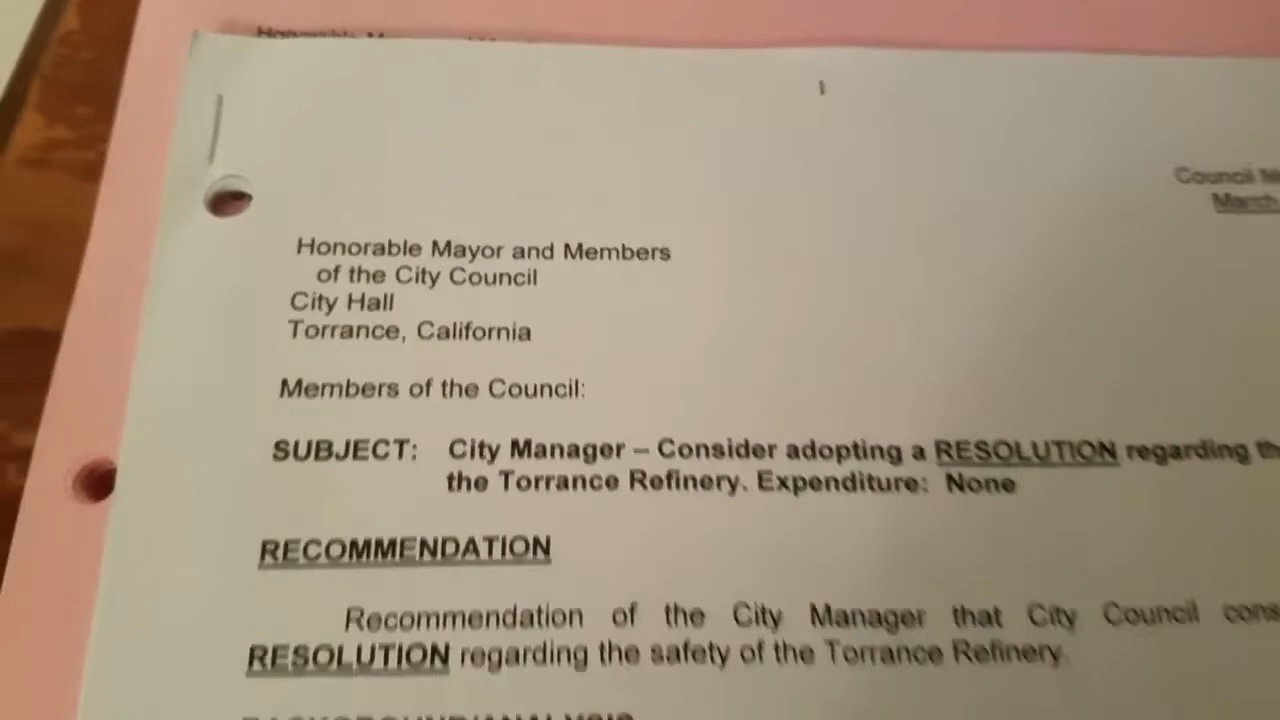 1
Council
March
Honorable Mayor and Members
of the City Council
City Hall
Torrance, California
Members of the Council:
SUBJECT: City Manager – Consider adopting a RESOLUTION regarding
the Torrance Refinery. Expenditure: None
RECOMMENDATION
Recommendation of the City Manager that City Council
RESOLUTION regarding the safety of the Torrance Refinery.